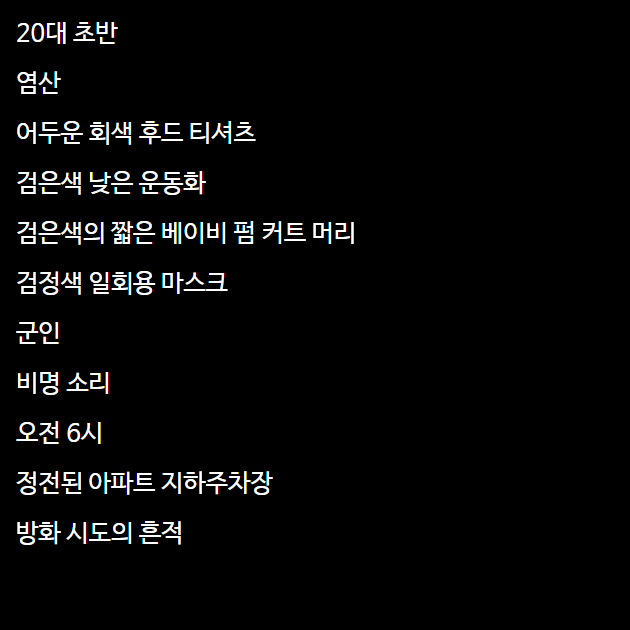 20대 초반
염산
어두운 회색 후드 티셔츠
검은색 낮은 운동화
검은색의 짧은 베이비 펌 커트 머리
검정색 일회용 마스크
군인
비명 소리
오전 6시
정전된 아파트 지하주차장
방화 시도의 흔적